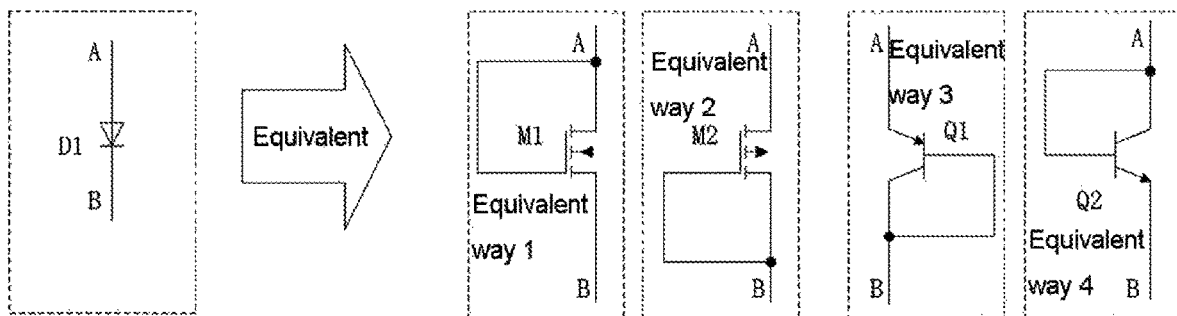 A
D1
B
Equivalent
A
M1
Equivalent
way 1
B
A
Equivalent
way 2
M2
B
A
Equivalent
way 3
Q1
B
A
Q2
Equivalent
way 4
B